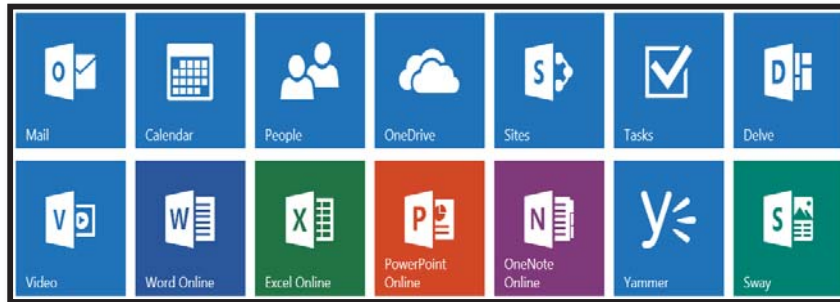 O
S
D
Mail
Calendar
People
OneDrive
Sites
Tasks
Delve
V
W
X
P
N
y
S
Video
Word Online
Excel Online
PowerPoint
Online
OneNote
Online
Yammer
Sway